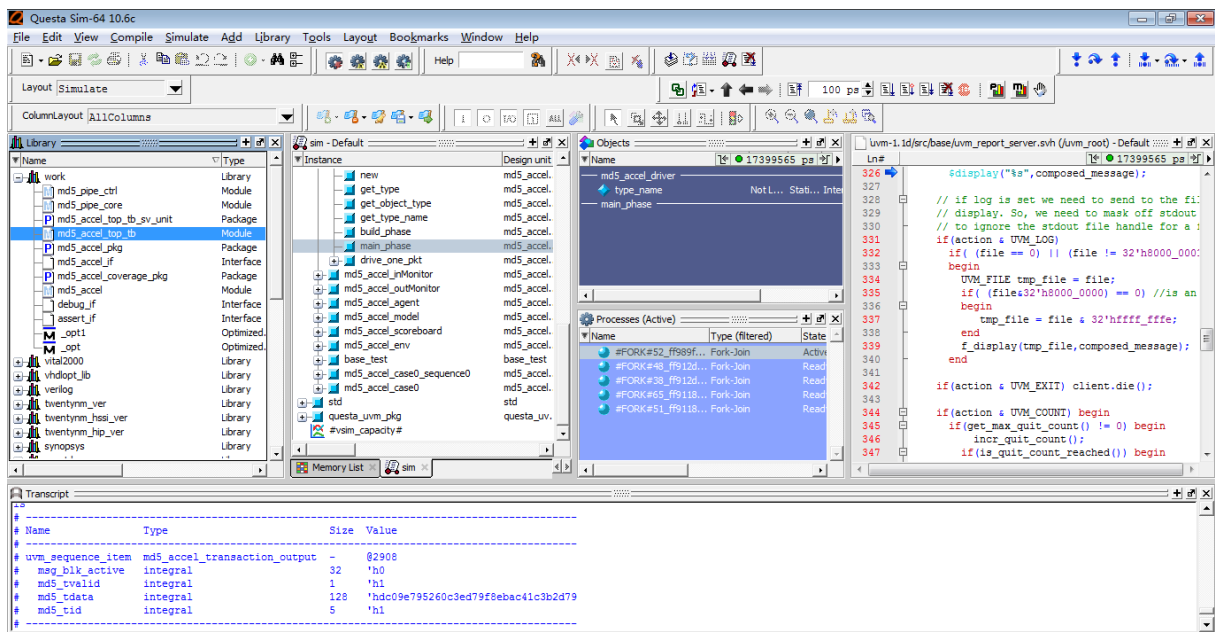 Questa Sim-64 10.6c
File Edit View Compile Simulate Add Library Tools Layout Bookmarks Window Help
Help
Layout Simulate
100 ps
ColumnLayout AllColumns
Library
Name Type
work Library
md5_pipe_ctrl Module
md5_pipe_core Module
md5_accel_top_tb_sv_unit Package
md5_accel_top_tb Module
md5_accel_pkg Package
md5_accel_if Interface
md5_accel_coverage_pkg Package
md5_accel Module
debug_if Interface
assert_if Interface
_opt1 Optimized.
_opt Optimized.
vital2000 Library
vhdlopt_lib Library
verilog Library
twentynm_ver Library
twentynm_hssi_ver Library
twentynm_hip_ver Library
synopsys Library
sim - Default
Instance Design unit
new md5_accel.
get_type md5_accel.
get_object_type md5_accel.
get_type_name md5_accel.
build_phase md5_accel.
main_phase md5_accel.
drive_one_pkt md5_accel.
md5_accel_inMonitor md5_accel.
md5_accel_outMonitor md5_accel.
md5_accel_agent md5_accel.
md5_accel_model md5_accel.
md5_accel_scoreboard md5_accel.
md5_accel_env md5_accel.
base_test base_test
md5_accel_case0_sequence0 md5_accel.
md5_accel_case0 md5_accel.
std std
questa_uvm_pkg questa_uv.
#vsim_capacity#
Memory List sim
Objects
Name 17399565 ps
md5_accel_driver
type_name Not L... Stati... Inte
main_phase
Processes (Active)
Name Type (filtered) State
#FORK#52_ff989f... Fork-Join Active
#FORK#48_ff912d... Fork-Join Read
#FORK#38_ff912d... Fork-Join Read
#FORK#65_ff9118... Fork-Join Read
#FORK#51_ff9118... Fork-Join Read
uvm-1.1d/src/base/uvm_report_server.svh (/uvm_root) - Default
Ln# 17399565 ps
326 $display("%s",composed_message);
327
328 // if log is set we need to send to the fi
329 // display. So, we need to mask off stdout
330 // to ignore the stdout file handle for a
331 if(action & UVM_LOG)
332 if( (file == 0) || (file != 32'h8000_000
333 begin
334 UVM_FILE tmp_file = file;
335 if( (file&32'h8000_0000) == 0) //is an
336 begin
337 tmp_file = file & 32'hffff_fffe;
338 end
339 f_display(tmp_file,composed_message);
340 end
341
342 if(action & UVM_EXIT) client.die();
343
344 if(action & UVM_COUNT) begin
345 if(get_max_quit_count() != 0) begin
346 incr_quit_count();
347 if(is_quit_count_reached()) begin
Transcript
# ------------------------------------------------------------------------------
# Name Type Size Value
# ------------------------------------------------------------------------------
# uvm_sequence_item md5_accel_transaction_output - @2908
# msg_blk_active integral 32 'h0
# md5_tvalid integral 1 'h1
# md5_tdata integral 128 'hdc09e795260c3ed79f8ebac41c3b2d79
# md5_tid integral 5 'h1
# ------------------------------------------------------------------------------